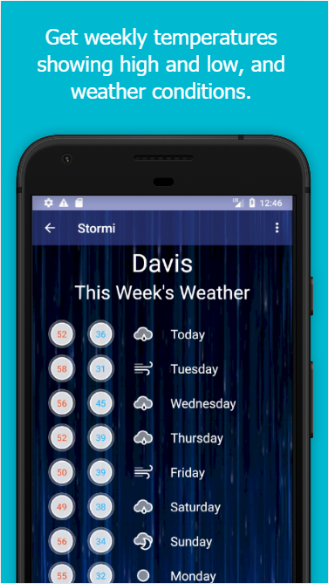 Get weekly temperatures
showing high and low, and
weather conditions.
12:46
Stormi
Davis
This Week's Weather
52 36 Today
58 31 Tuesday
56 45 Wednesday
52 39 Thursday
50 39 Friday
49 38 Saturday
56 34 Sunday
55 32 Monday